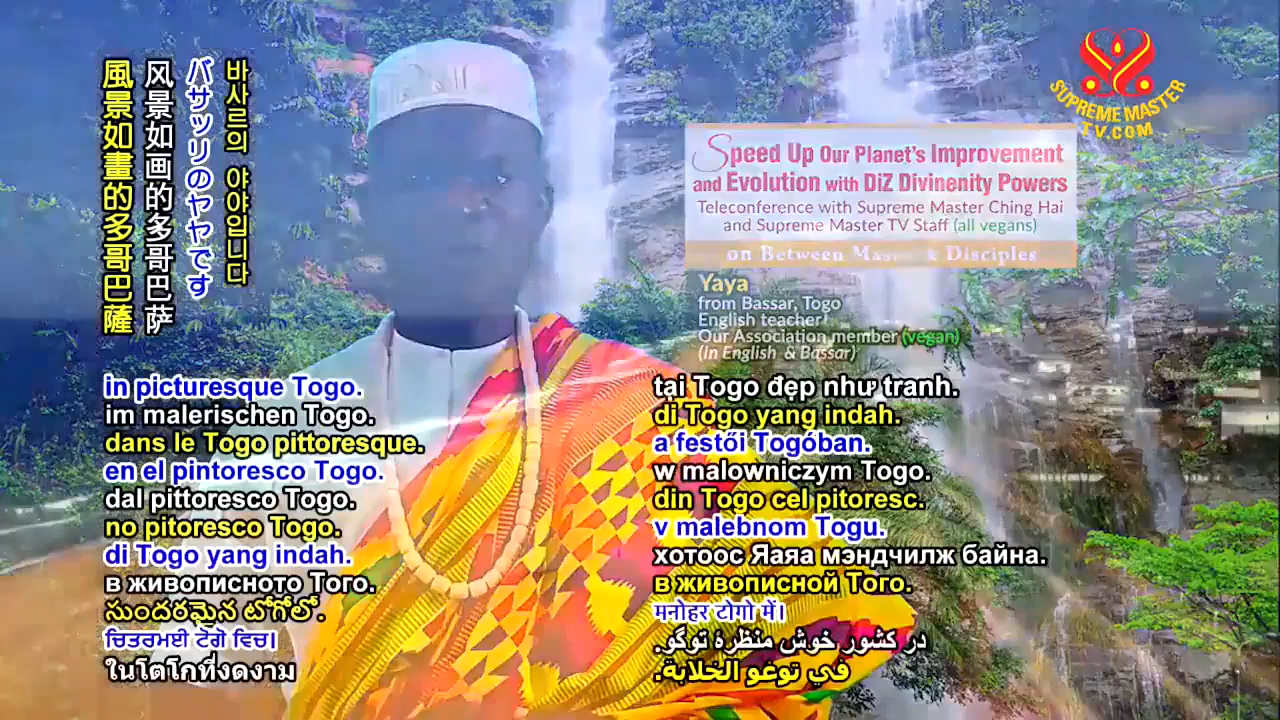 바사르의 야야입니다
バサッリのヤヤです
风景如画的多哥巴萨
風景如畫的多哥巴薩
SUPREME MASTER
TV.COM
Speed Up Our Planet's Improvement
and Evolution with DiZ Divinenity Powers
Teleconference with Supreme Master Ching Hai
and Supreme Master TV Staff (all vegans)
on Between Master & Disciples
Yaya
from Bassar, Togo
English teacher,
Our Association member (vegan)
(In English & Bassar)
in picturesque Togo.
im malerischen Togo.
dans le Togo pittoresque.
en el pintoresco Togo.
dal pittoresco Togo.
no pitoresco Togo.
di Togo yang indah.
в живописното Того.
సుందరమైన టోగోలో.
ਚਿਤਰਮਈ ਟੋਗੋ ਵਿਚ।
ในโตโกที่งดงาม
tại Togo đẹp như tranh.
di Togo yang indah.
a festői Togóban.
w malowniczym Togo.
din Togo cel pitoresc.
v malebnom Togu.
хотоос Яаяа мэндчилж байна.
в живописной Того.
मनोहर टोगो में।
در کشور خوش منظرهٔ توگو.
في توغو الخلابة.